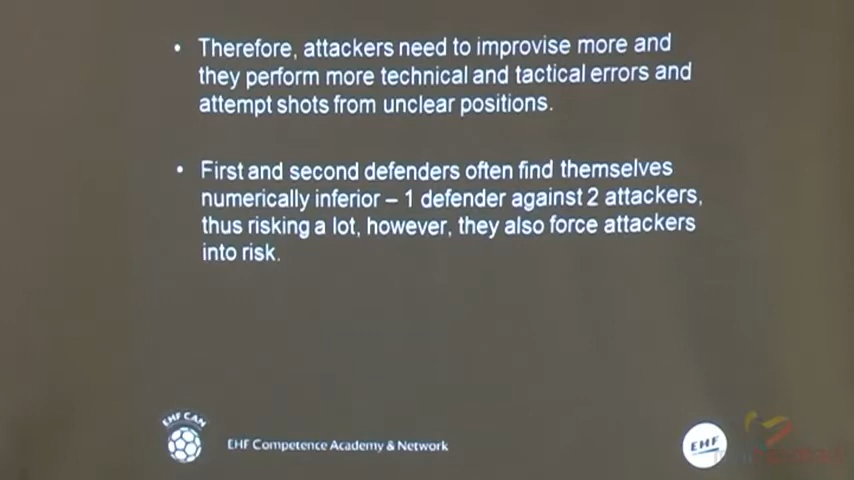 • Therefore, attackers need to improvise more and
they perform more technical and tactical errors and
attempt shots from unclear positions.
• First and second defenders often find themselves
numerically inferior – 1 defender against 2 attackers,
thus risking a lot, however, they also force attackers
into risk.
EHF CAN
EHF Competence Academy & Network
EHF